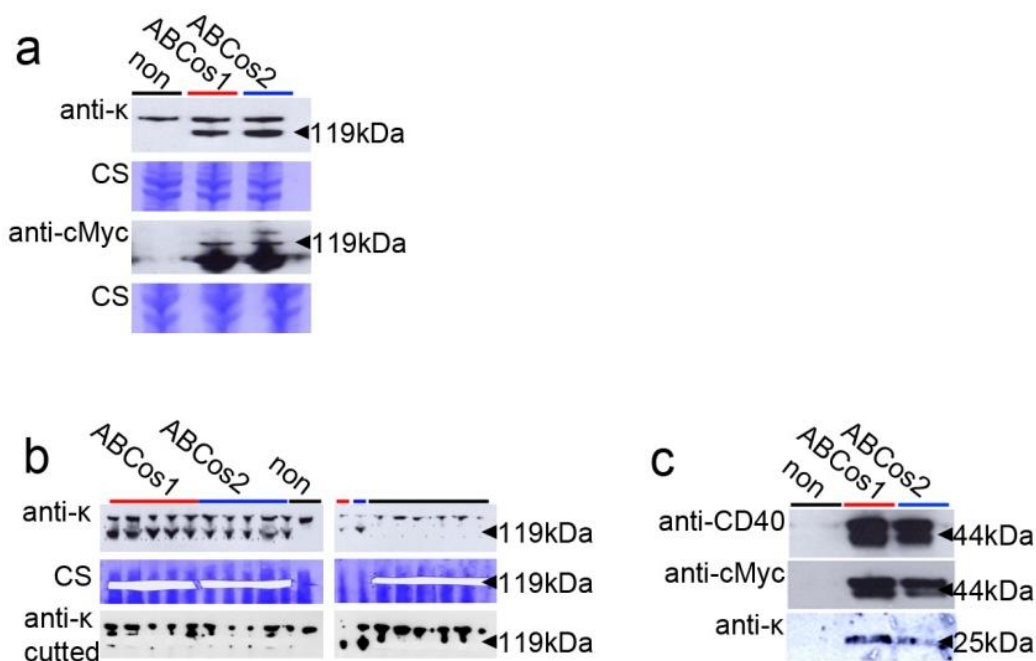 a
non
ABCos1
ABCos2
anti-κ
◄119kDa
CS
anti-cMyc
◄119kDa
CS
b
ABCos1
ABCos2
non
anti-κ
◄119kDa
CS
◄119kDa
anti-κ
cutted
◄119kDa
c
non
ABCos1
ABCos2
anti-CD40
◄44kDa
anti-cMyc
◄44kDa
anti-κ
◄25kDa